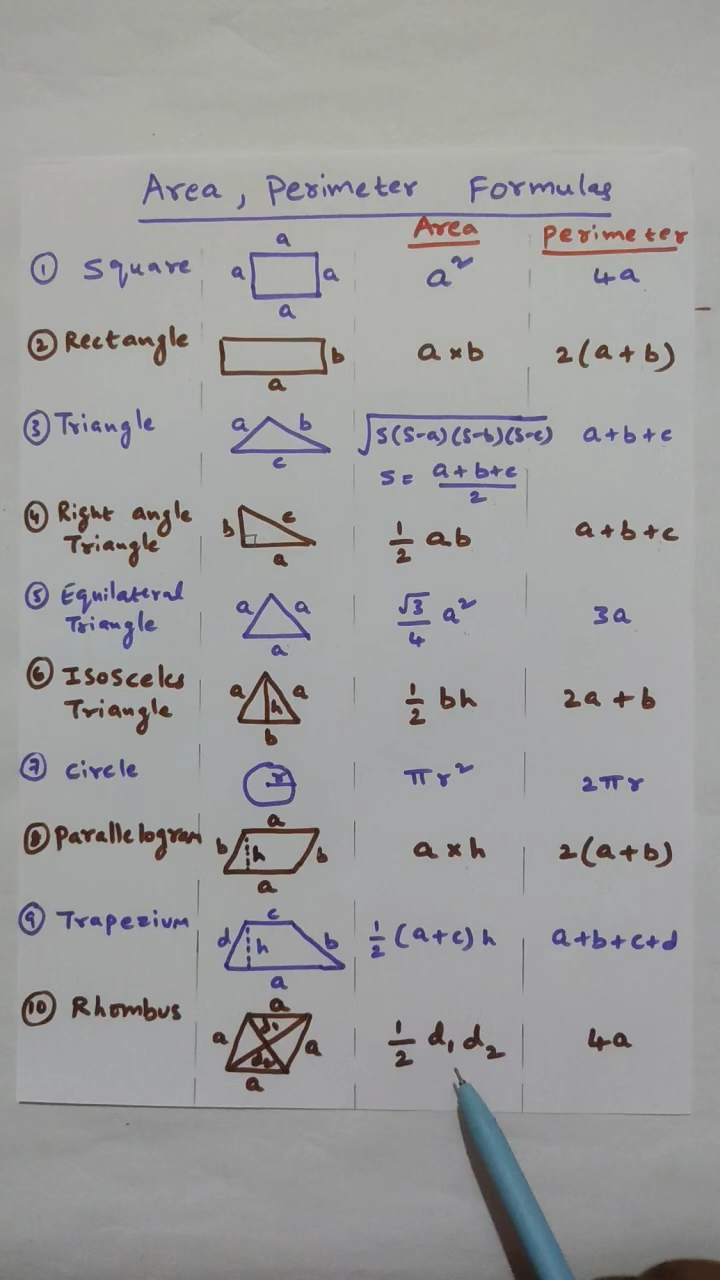 Area, Perimeter Formulas
Area Perimeter
① Square a a a a a² 4a
② Rectangle b a a × b 2(a+b)
③ Triangle a b c √S(S-a)(S-b)(S-c) a+b+c
S = a+b+c/2
④ Right angle Triangle b c a 1/2 ab a+b+c
⑤ Equilateral Triangle a a a √3/4 a² 3a
⑥ Isosceles Triangle a a h b 1/2 bh 2a + b
⑦ Circle r πr² 2πr
⑧ Parallelogram a b h b a a × h 2(a+b)
⑨ Trapezium c d h b a 1/2 (a+c) h a+b+c+d
⑩ Rhombus a a d₁ d₂ a a 1/2 d₁ d₂ 4a